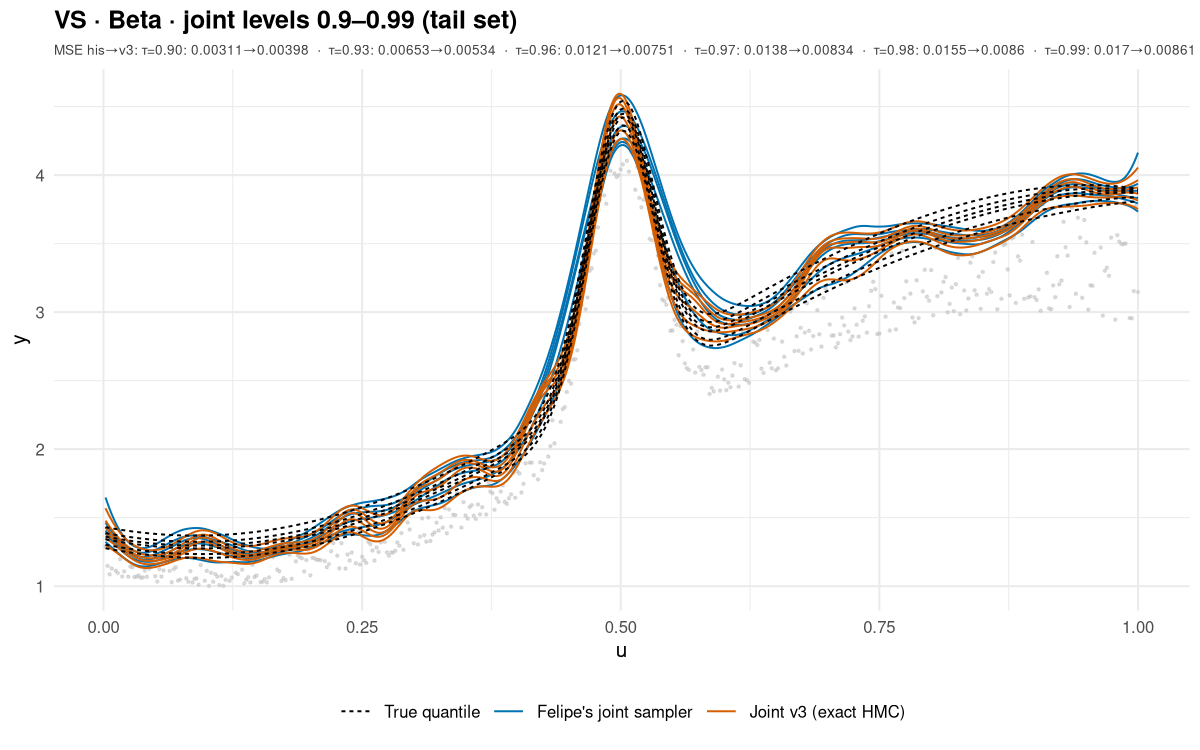 VS · Beta · joint levels 0.9–0.99 (tail set)
MSE his→v3: τ=0.90: 0.00311→0.00398 · τ=0.93: 0.00653→0.00534 · τ=0.96: 0.0121→0.00751 · τ=0.97: 0.0138→0.00834 · τ=0.98: 0.0155→0.0086 · τ=0.99: 0.017→0.00861
4
3
2
1
y
0.00 0.25 0.50 0.75 1.00
u
True quantile Felipe's joint sampler Joint v3 (exact HMC)